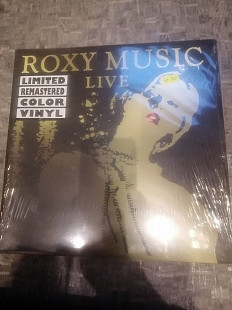 ROXY MUSIC
LIVE
LIMITED
REMASTERED
COLOR
VINYL